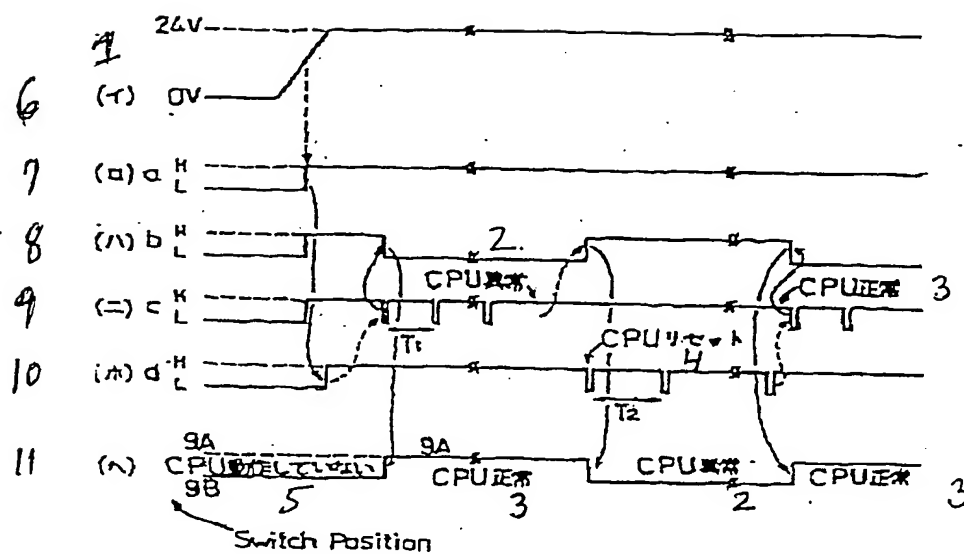 1 24V
6 (イ) 0V
7 (ロ) a H
L
8 (ハ) b H
L 2.
CPU異常 CPU正常 3
9 (ニ) c H
L
T1 CPUリセット
10 (ホ) d H 4
L
T2
9A 9A
11 (ヘ) CPU動作していない CPU正常 CPU異常 CPU正常 3
9B 5 3 2
Switch Position